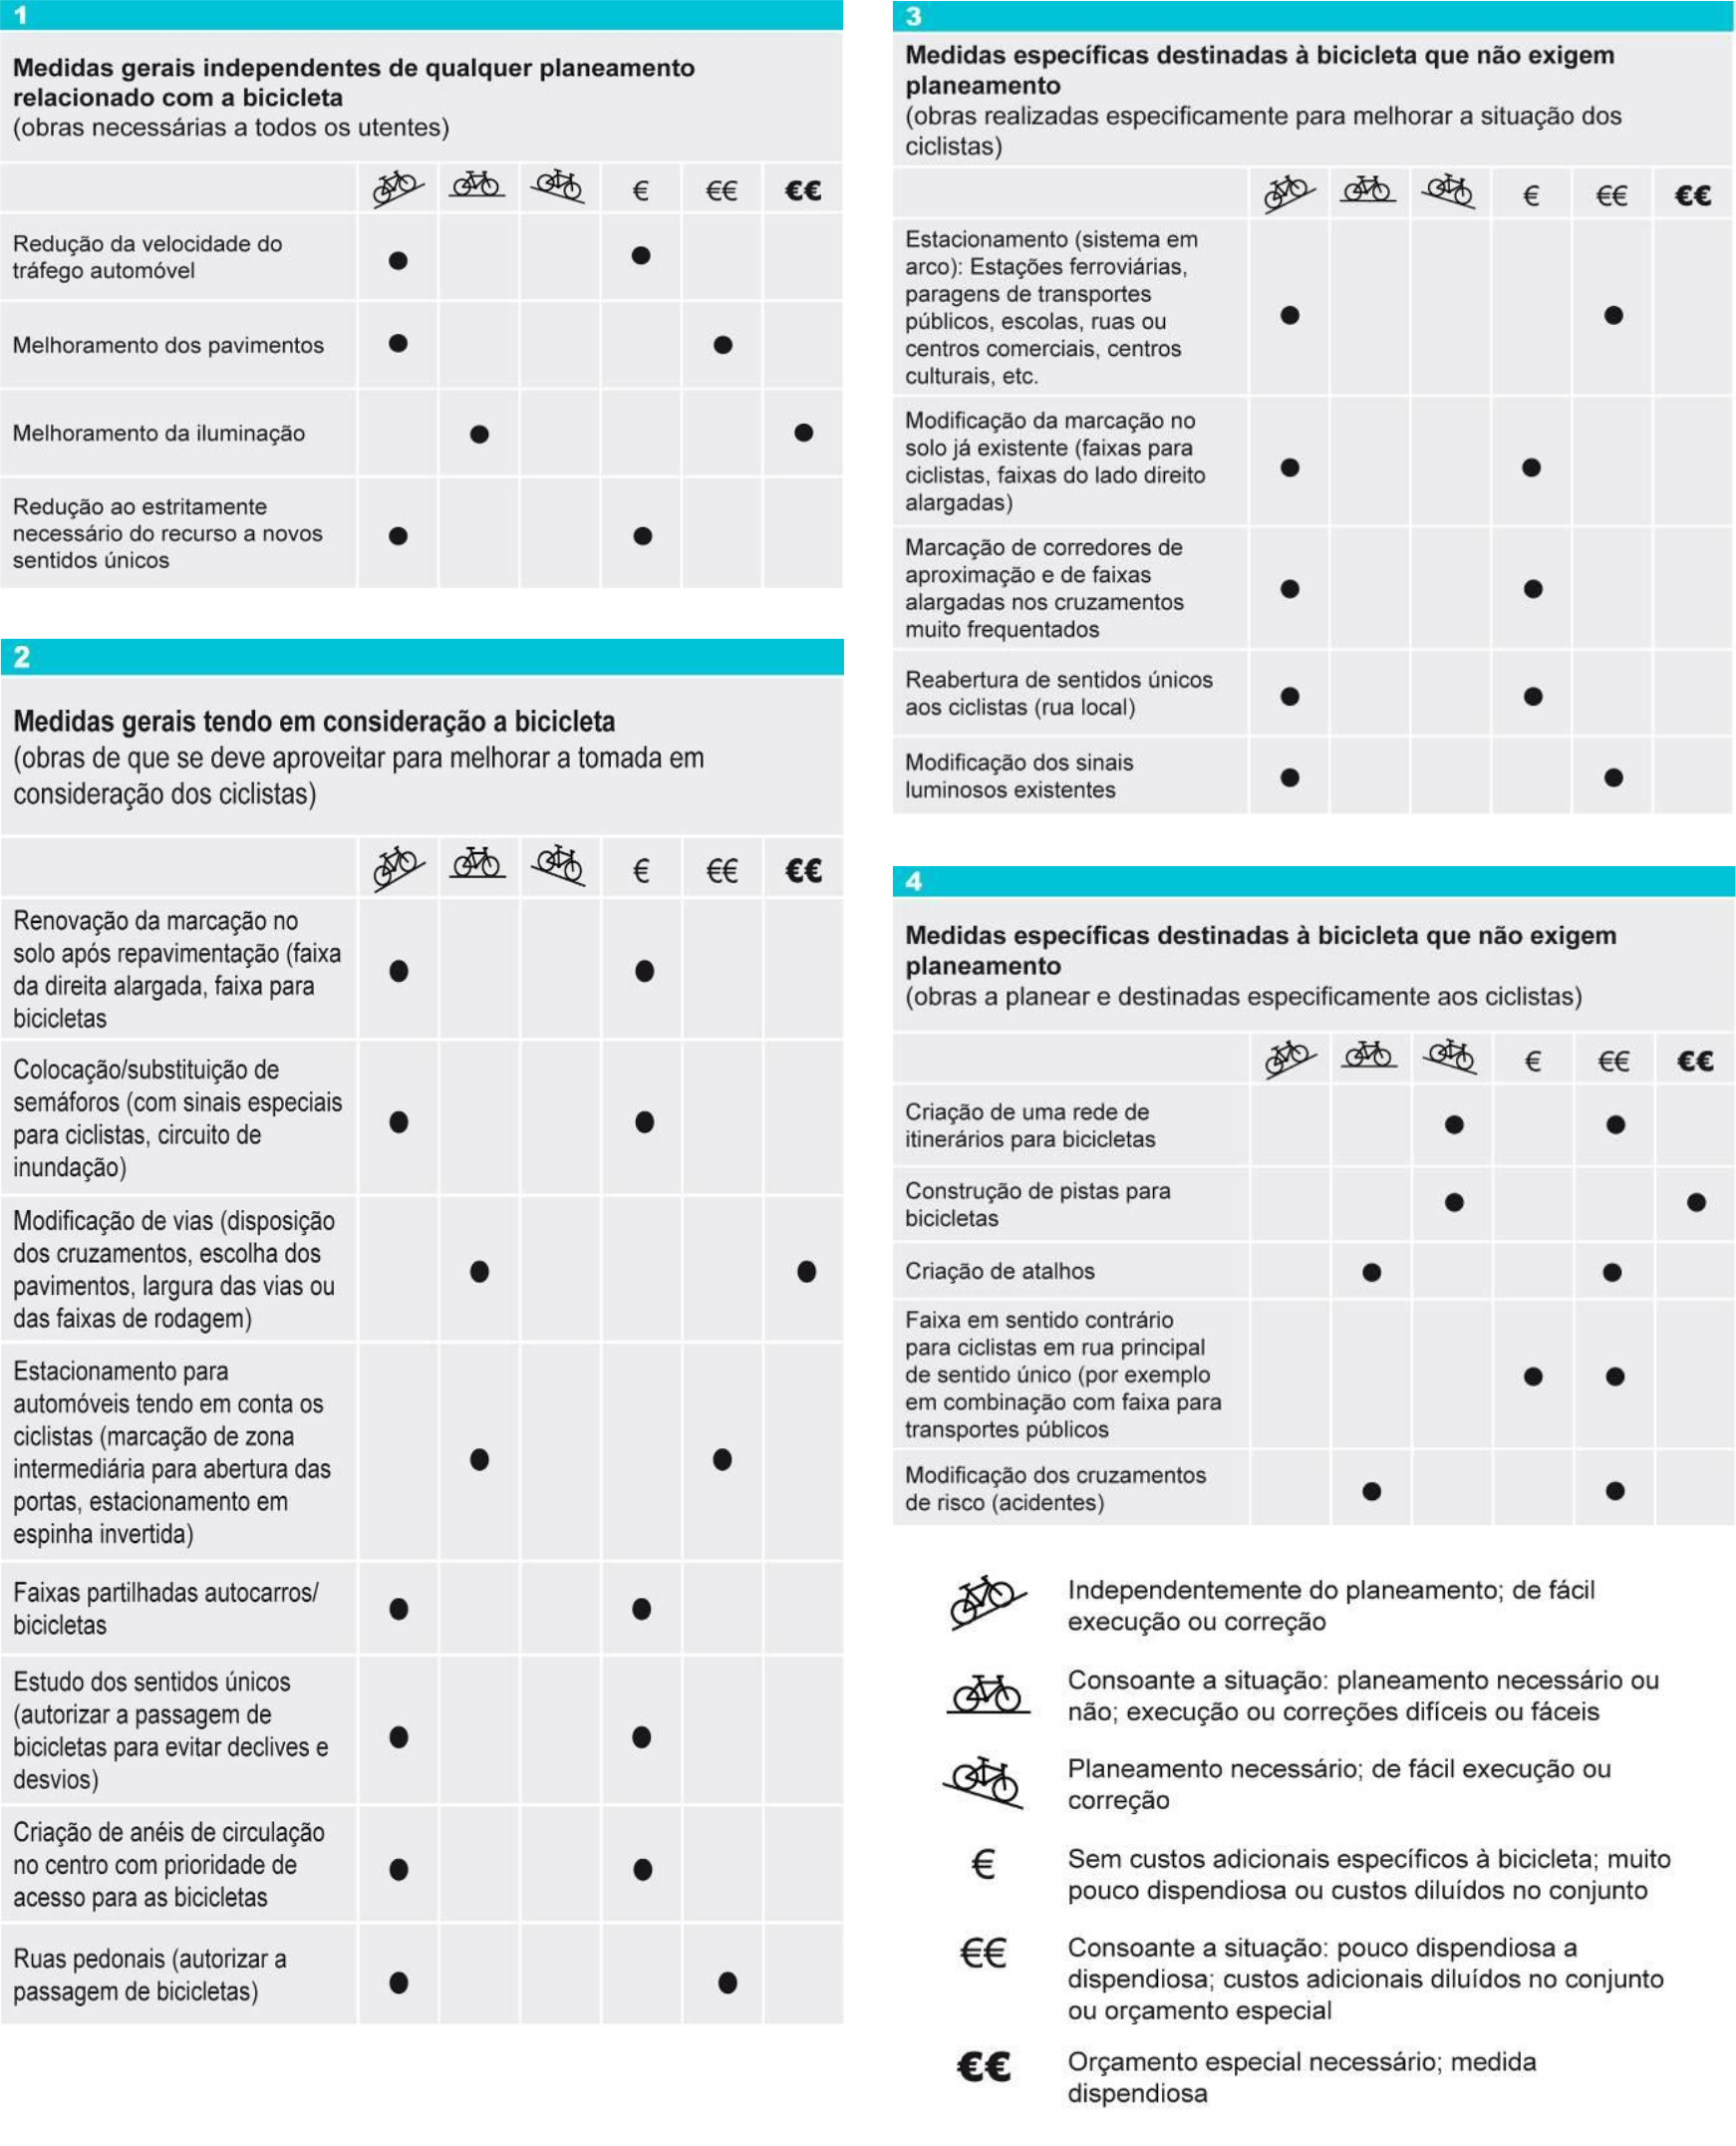 1
Medidas gerais independentes de qualquer planeamento
relacionado com a bicicleta
(obras necessárias a todos os utentes)
€ €€ €€
Redução da velocidade do
tráfego automóvel
Melhoramento dos pavimentos
Melhoramento da iluminação
Redução ao estritamente
necessário do recurso a novos
sentidos únicos
2
Medidas gerais tendo em consideração a bicicleta
(obras de que se deve aproveitar para melhorar a tomada em
consideração dos ciclistas)
€ €€ €€
Renovação da marcação no
solo após repavimentação (faixa
da direita alargada, faixa para
bicicletas
Colocação/substituição de
semáforos (com sinais especiais
para ciclistas, circuito de
inundação)
Modificação de vias (disposição
dos cruzamentos, escolha dos
pavimentos, largura das vias ou
das faixas de rodagem)
Estacionamento para
automóveis tendo em conta os
ciclistas (marcação de zona
intermediária para abertura das
portas, estacionamento em
espinha invertida)
Faixas partilhadas autocarros/
bicicletas
Estudo dos sentidos únicos
(autorizar a passagem de
bicicletas para evitar declives e
desvios)
Criação de anéis de circulação
no centro com prioridade de
acesso para as bicicletas
Ruas pedonais (autorizar a
passagem de bicicletas)
3
Medidas específicas destinadas à bicicleta que não exigem
planeamento
(obras realizadas especificamente para melhorar a situação dos
ciclistas)
€ €€ €€
Estacionamento (sistema em
arco): Estações ferroviárias,
paragens de transportes
públicos, escolas, ruas ou
centros comerciais, centros
culturais, etc.
Modificação da marcação no
solo já existente (faixas para
ciclistas, faixas do lado direito
alargadas)
Marcação de corredores de
aproximação e de faixas
alargadas nos cruzamentos
muito frequentados
Reabertura de sentidos únicos
aos ciclistas (rua local)
Modificação dos sinais
luminosos existentes
4
Medidas específicas destinadas à bicicleta que não exigem
planeamento
(obras a planear e destinadas especificamente aos ciclistas)
€ €€ €€
Criação de uma rede de
itinerários para bicicletas
Construção de pistas para
bicicletas
Criação de atalhos
Faixa em sentido contrário
para ciclistas em rua principal
de sentido único (por exemplo
em combinação com faixa para
transportes públicos
Modificação dos cruzamentos
de risco (acidentes)
Independentemente do planeamento; de fácil
execução ou correção
Consoante a situação: planeamento necessário ou
não; execução ou correções difíceis ou fáceis
Planeamento necessário; de fácil execução ou
correção
€ Sem custos adicionais específicos à bicicleta; muito
pouco dispendiosa ou custos diluídos no conjunto
€€ Consoante a situação: pouco dispendiosa a
dispendiosa; custos adicionais diluídos no conjunto
ou orçamento especial
€€ Orçamento especial necessário; medida
dispendiosa